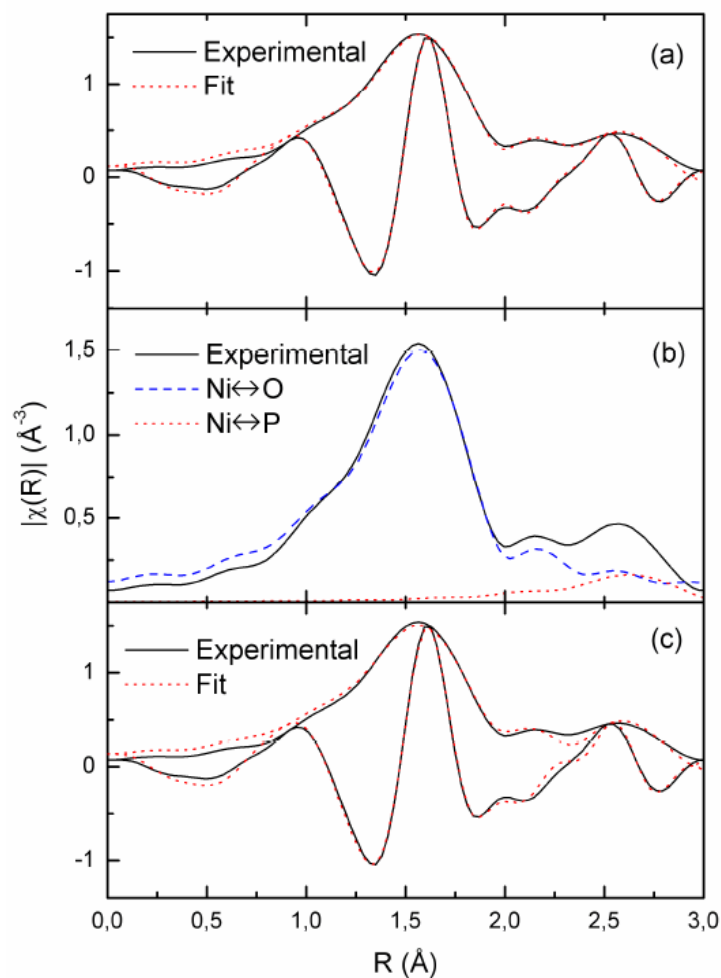 Experimental
Fit
(a)
1
0
-1
Experimental
Ni↔O
Ni↔P
(b)
1,5
1,0
0,5
|χ(R)| (Å⁻³)
Experimental
Fit
(c)
1
0
-1
0,0 0,5 1,0 1,5 2,0 2,5 3,0
R (Å)